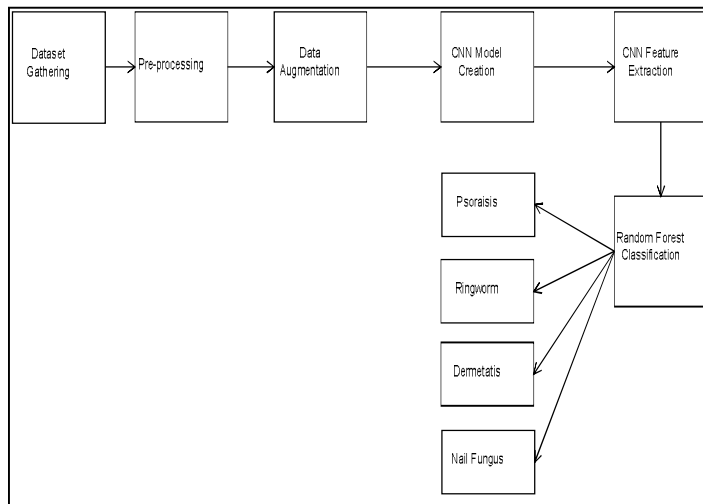 Dataset
Gathering
Pre-processing
Data
Augmentation
CNN Model
Creation
CNN Feature
Extraction
Psoraisis
Ringworm
Dermetatis
Nail Fungus
Random Forest
Classification